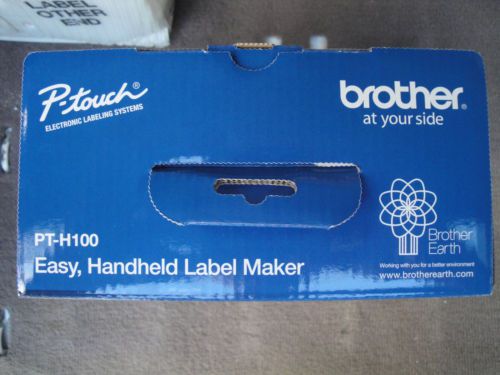 LABEL
OTHER
END
P-touch®
ELECTRONIC LABELING SYSTEMS
brother®
at your side
PT-H100
Easy, Handheld Label Maker
Brother
Earth
Working with you for a better environment
www.brotherearth.com